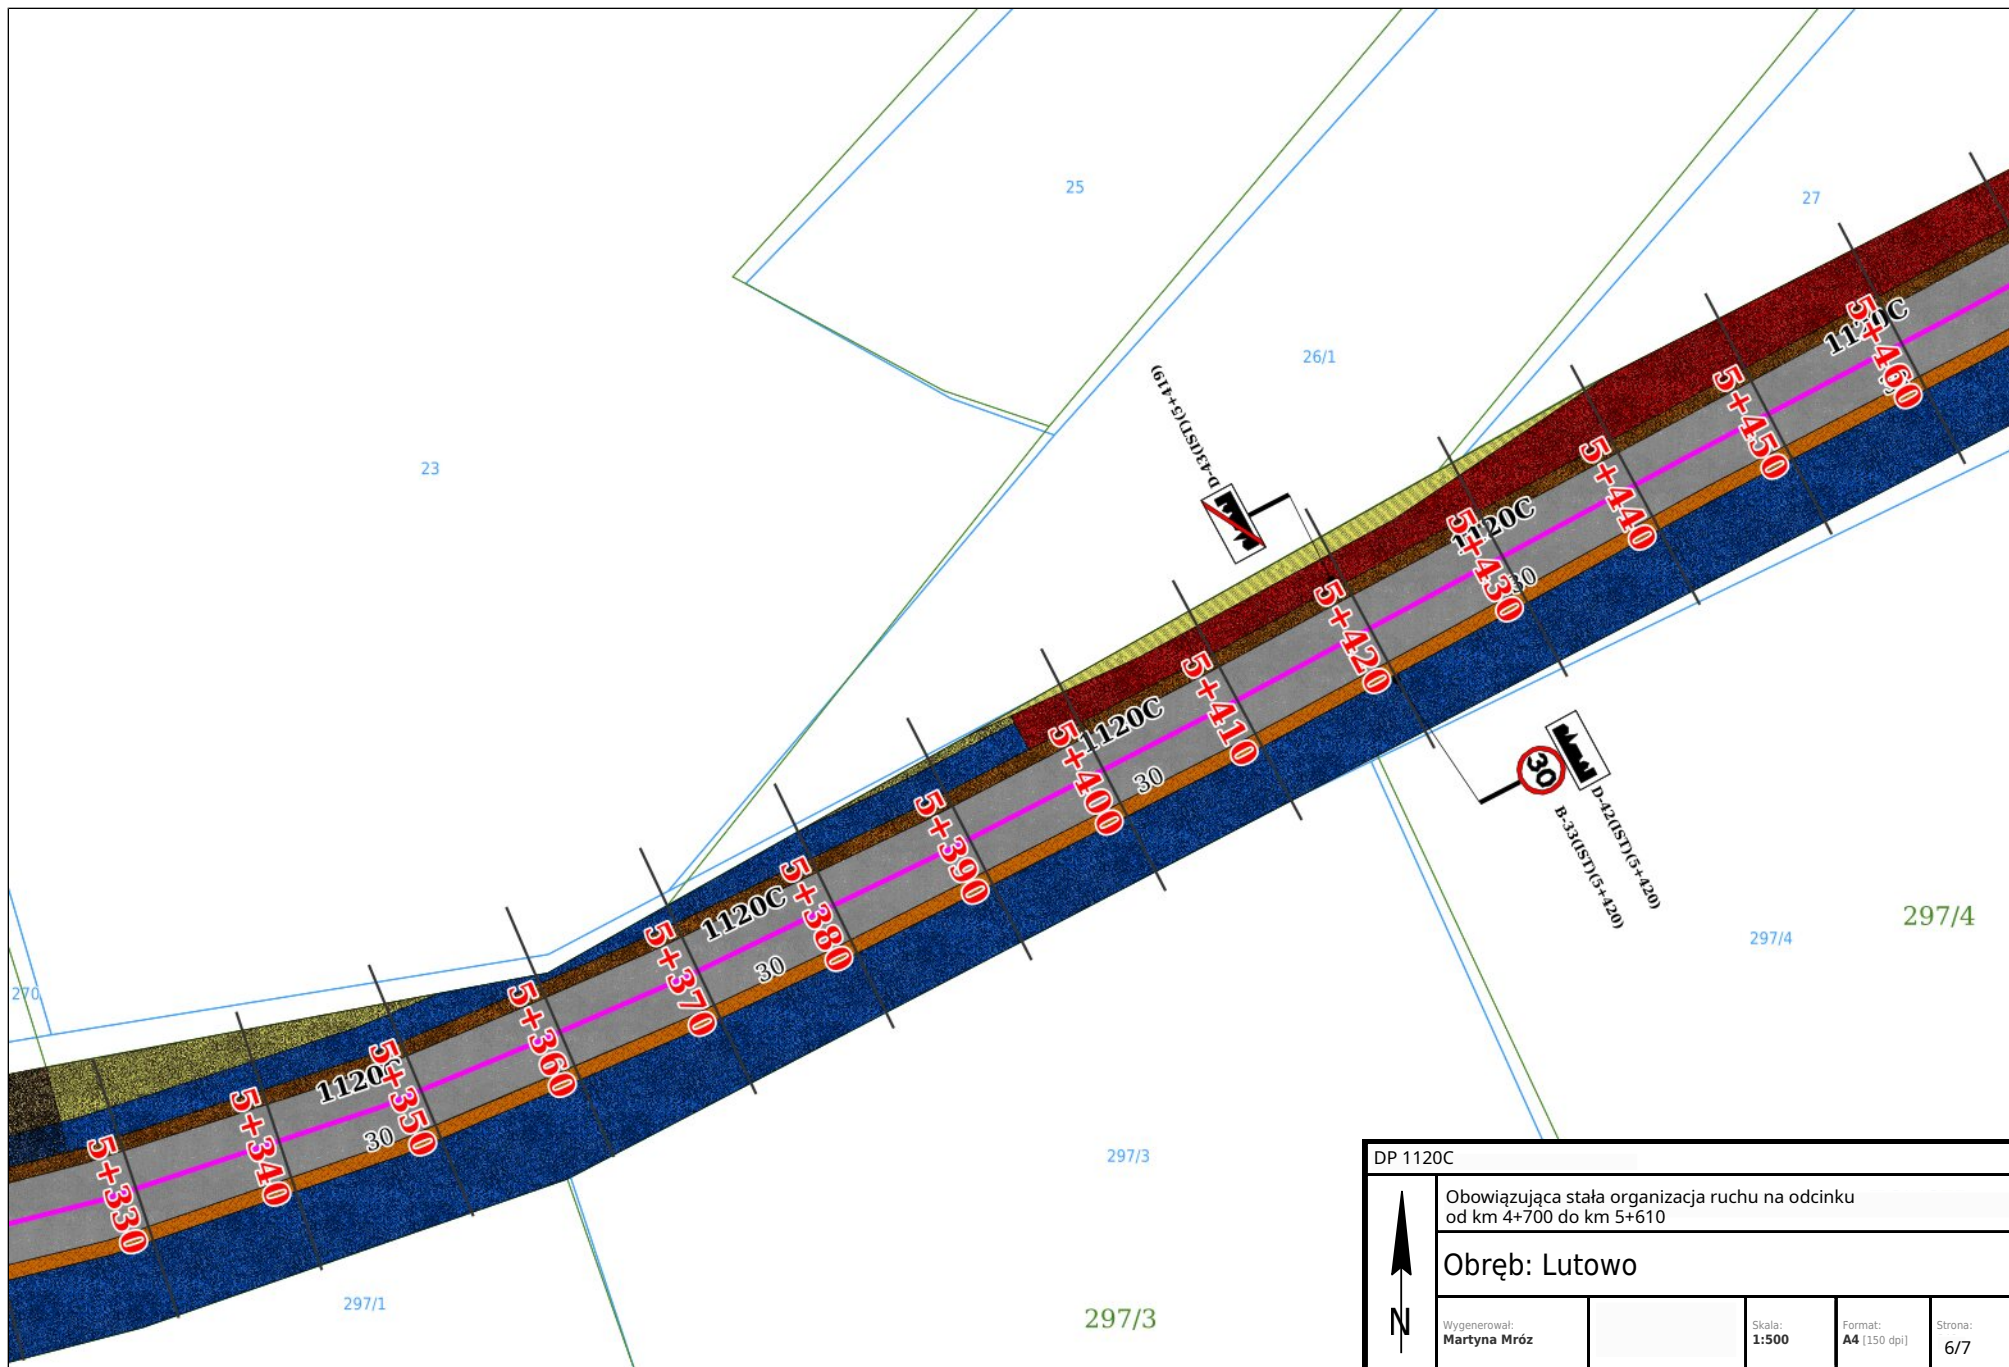 25
27
26/1
23
D-43(IST)(5+419)
1120C
5+460
5+450
5+440
1120C
5+430
30
5+420
5+410
1120C
5+400
30
5+390
5+380
1120C
30
5+370
5+360
5+350
1120C
30
5+340
5+330
30
D-42(IST)(5+420)
B-33(IST)(5+420)
297/4
297/4
270
297/3
297/3
297/1
DP 1120C
Obowiązująca stała organizacja ruchu na odcinku
od km 4+700 do km 5+610
Obręb: Lutowo
N
Wygenerował:
Martyna Mróz
Skala:
1:500
Format:
A4 [150 dpi]
Strona:
6/7